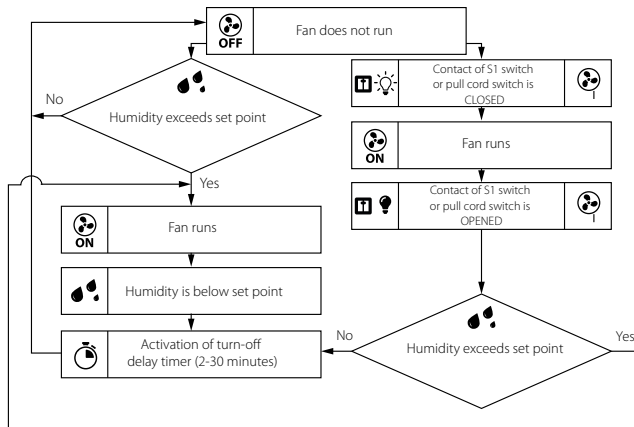 OFF
Fan does not run
No
Humidity exceeds set point
Yes
ON
Fan runs
Humidity is below set point
Activation of turn-off
delay timer (2-30 minutes)
Contact of S1 switch
or pull cord switch is
CLOSED
ON
Fan runs
Contact of S1 switch
or pull cord switch is
OPENED
No
Humidity exceeds set point
Yes